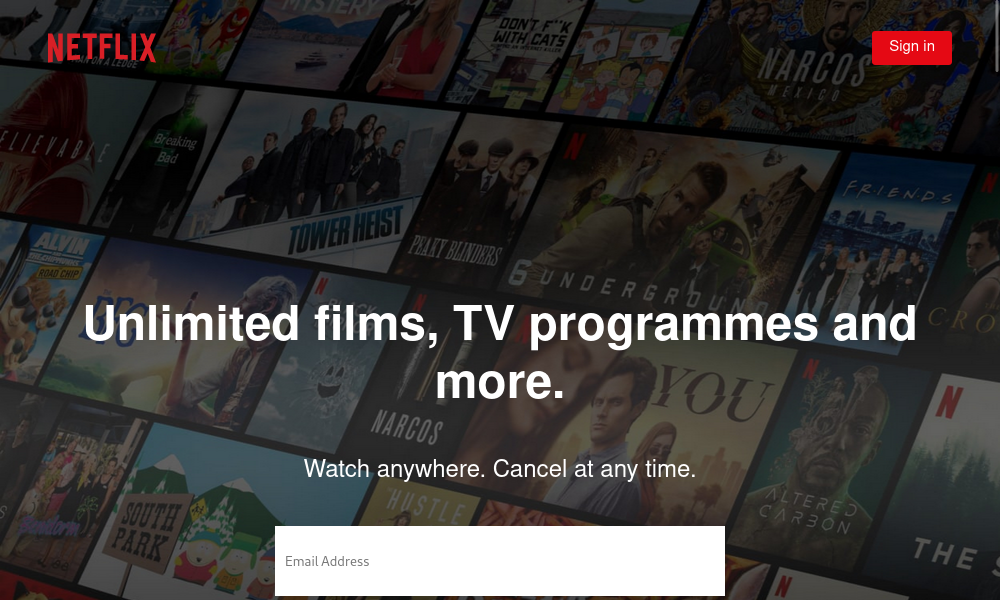 NETFLIX
Sign in
MYSTERY
DON'T F**K
WITH CATS
NARCOS
MEXICO
Breaking
Bad
TOWER HEIST
PEAKY BLINDERS
6 UNDERGROUND
FRIENDS
ALVIN
ROAD CHIP
Unlimited films, TV programmes and
more.
NARCOS
YOU
Watch anywhere. Cancel at any time.
SOUTH
PARK
HUSTLE
ALTERED
CARBON
THE S
Email Address